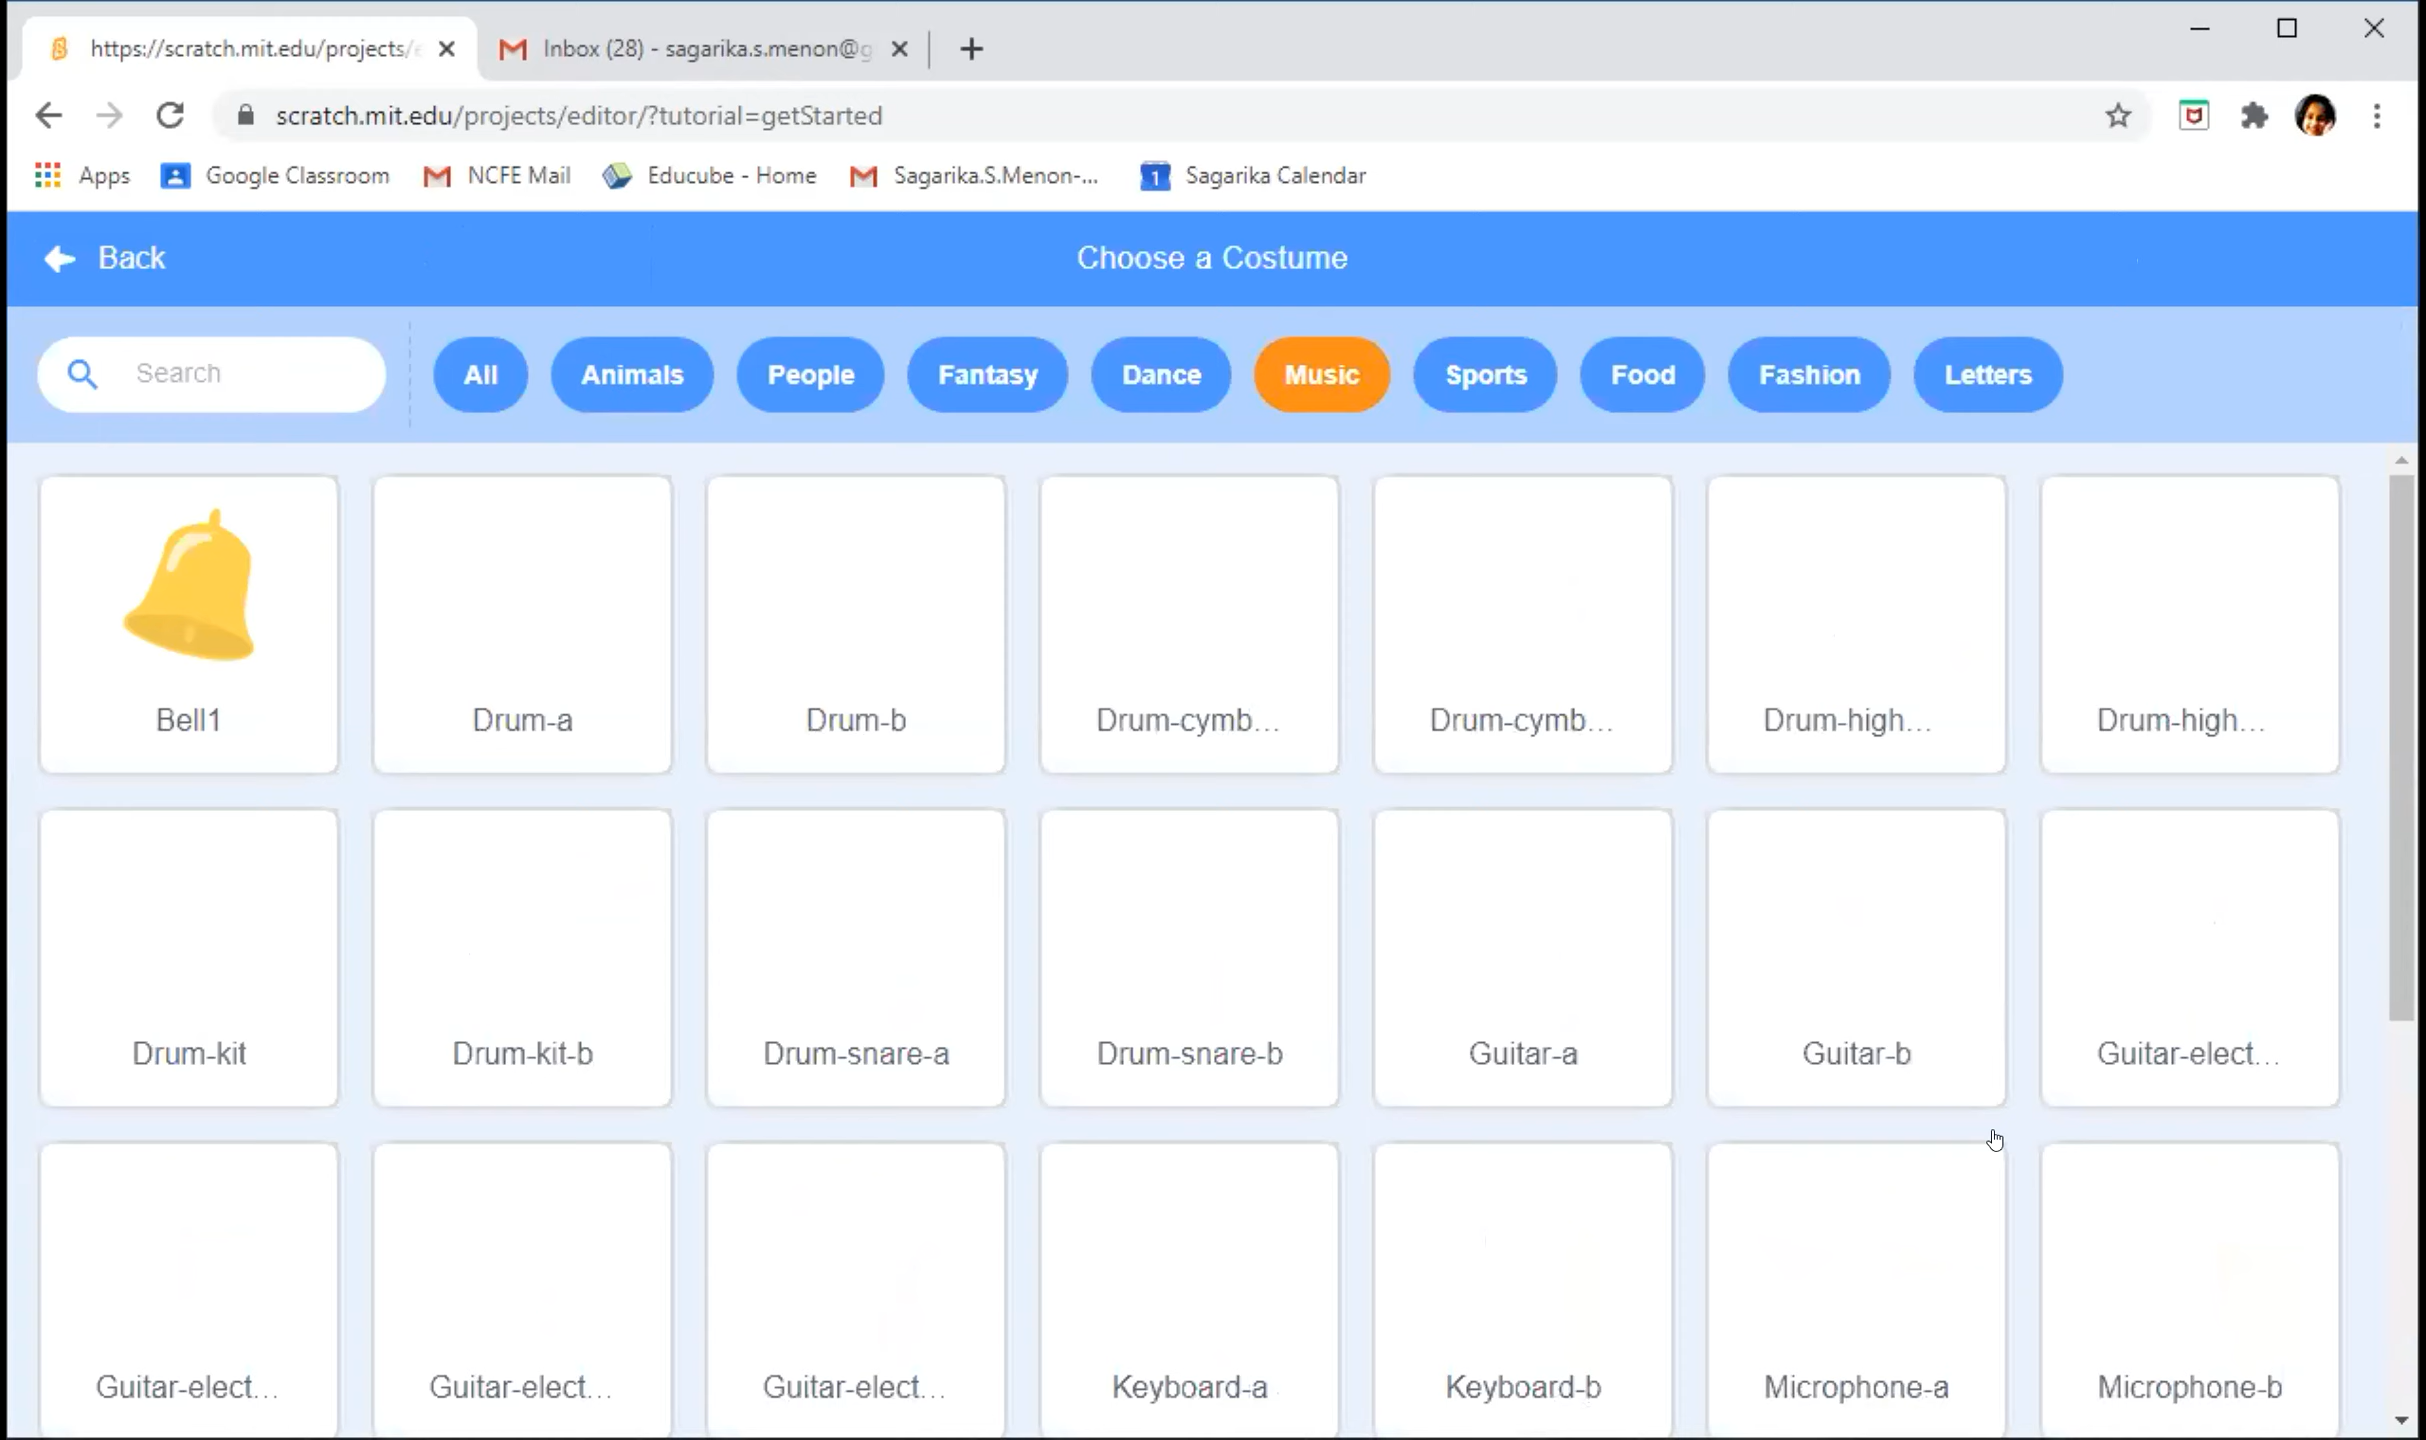 https://scratch.mit.edu/projects/e
Inbox (28) - sagarika.s.menon@g
scratch.mit.edu/projects/editor/?tutorial=getStarted
Apps Google Classroom NCFE Mail Educube - Home Sagarika.S.Menon-... 1 Sagarika Calendar
Back Choose a Costume
Search All Animals People Fantasy Dance Music Sports Food Fashion Letters
Bell1 Drum-a Drum-b Drum-cymb... Drum-cymb... Drum-high... Drum-high...
Drum-kit Drum-kit-b Drum-snare-a Drum-snare-b Guitar-a Guitar-b Guitar-elect...
Guitar-elect... Guitar-elect... Guitar-elect... Keyboard-a Keyboard-b Microphone-a Microphone-b